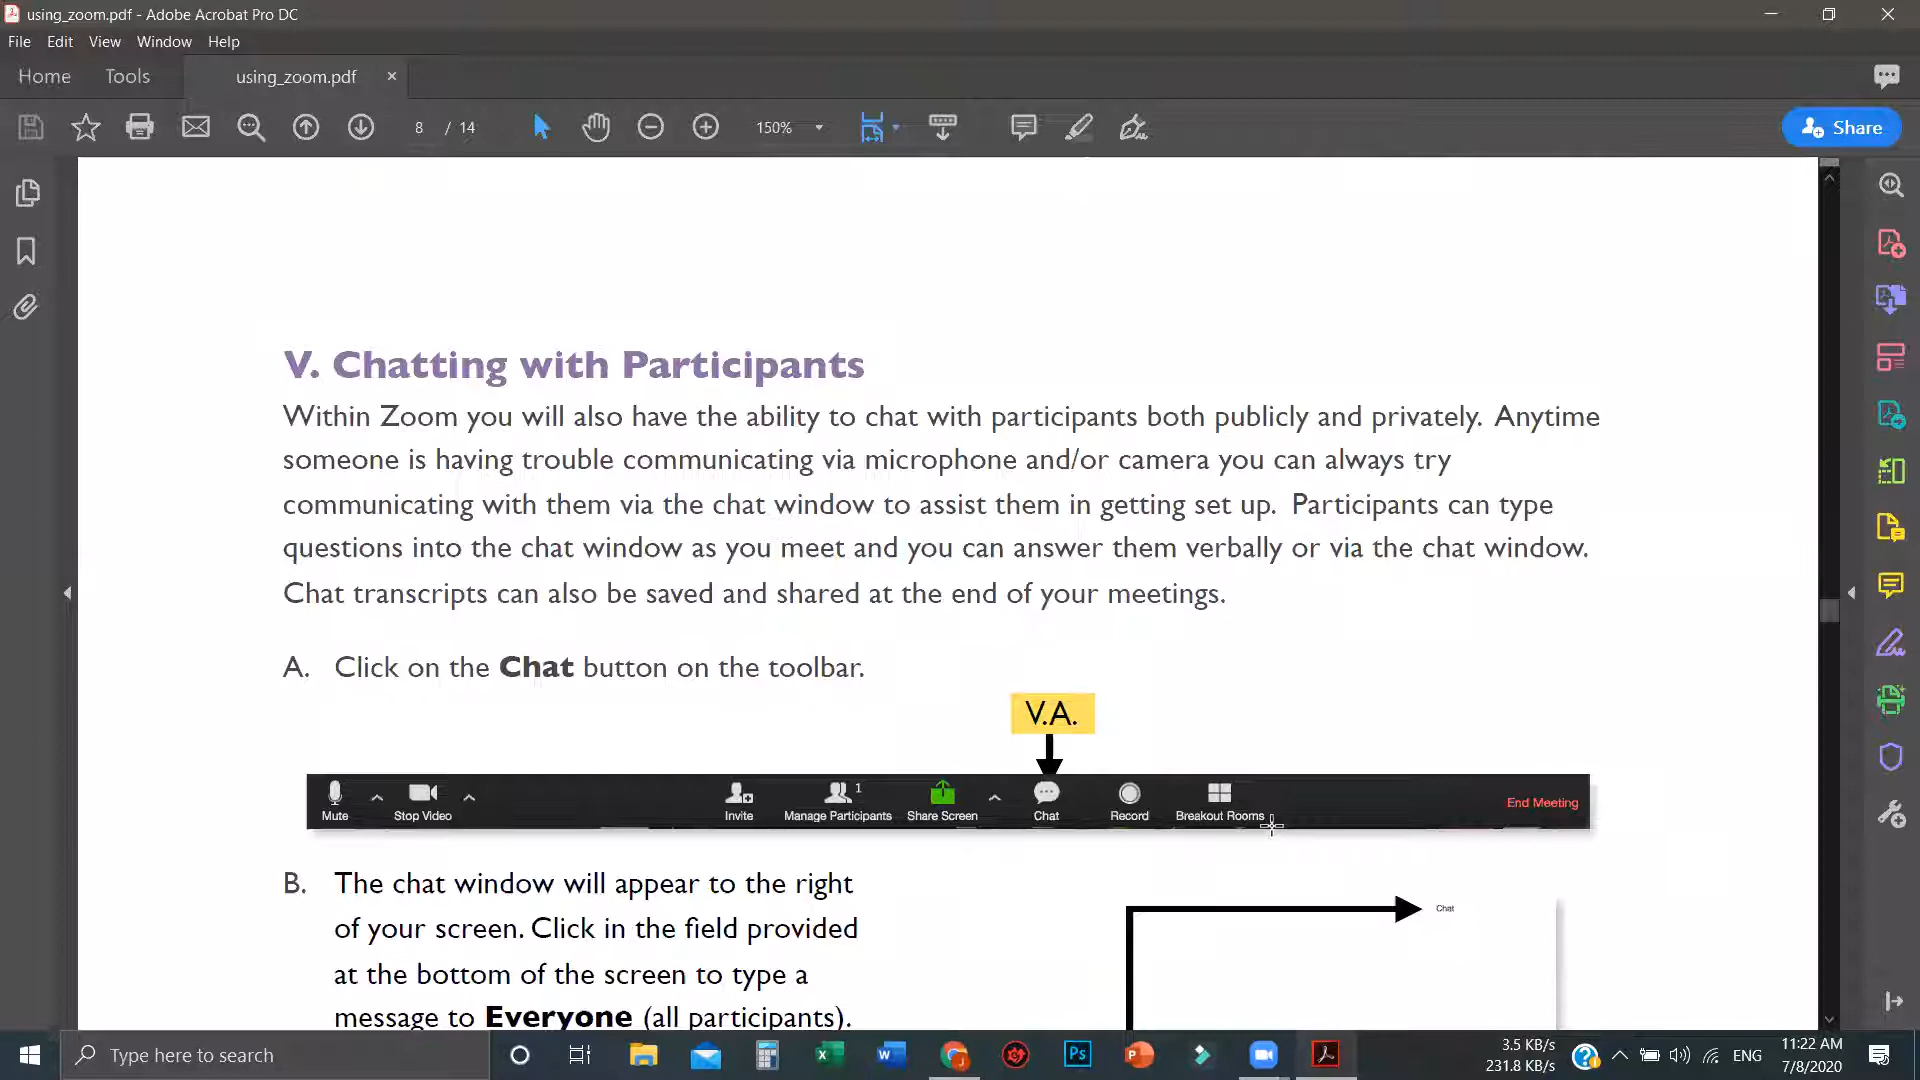 using_zoom.pdf - Adobe Acrobat Pro DC
File Edit View Window Help
Home Tools using_zoom.pdf ×
8 / 14 150% Share
V. Chatting with Participants
Within Zoom you will also have the ability to chat with participants both publicly and privately. Anytime
someone is having trouble communicating via microphone and/or camera you can always try
communicating with them via the chat window to assist them in getting set up. Participants can type
questions into the chat window as you meet and you can answer them verbally or via the chat window.
Chat transcripts can also be saved and shared at the end of your meetings.
A. Click on the Chat button on the toolbar.
V.A.
1
Mute Stop Video Invite Manage Participants Share Screen Chat Record Breakout Rooms End Meeting
B. The chat window will appear to the right
of your screen. Click in the field provided
at the bottom of the screen to type a
message to Everyone (all participants).
Chat
Type here to search
3.5 KB/s
231.8 KB/s
ENG
11:22 AM
7/8/2020